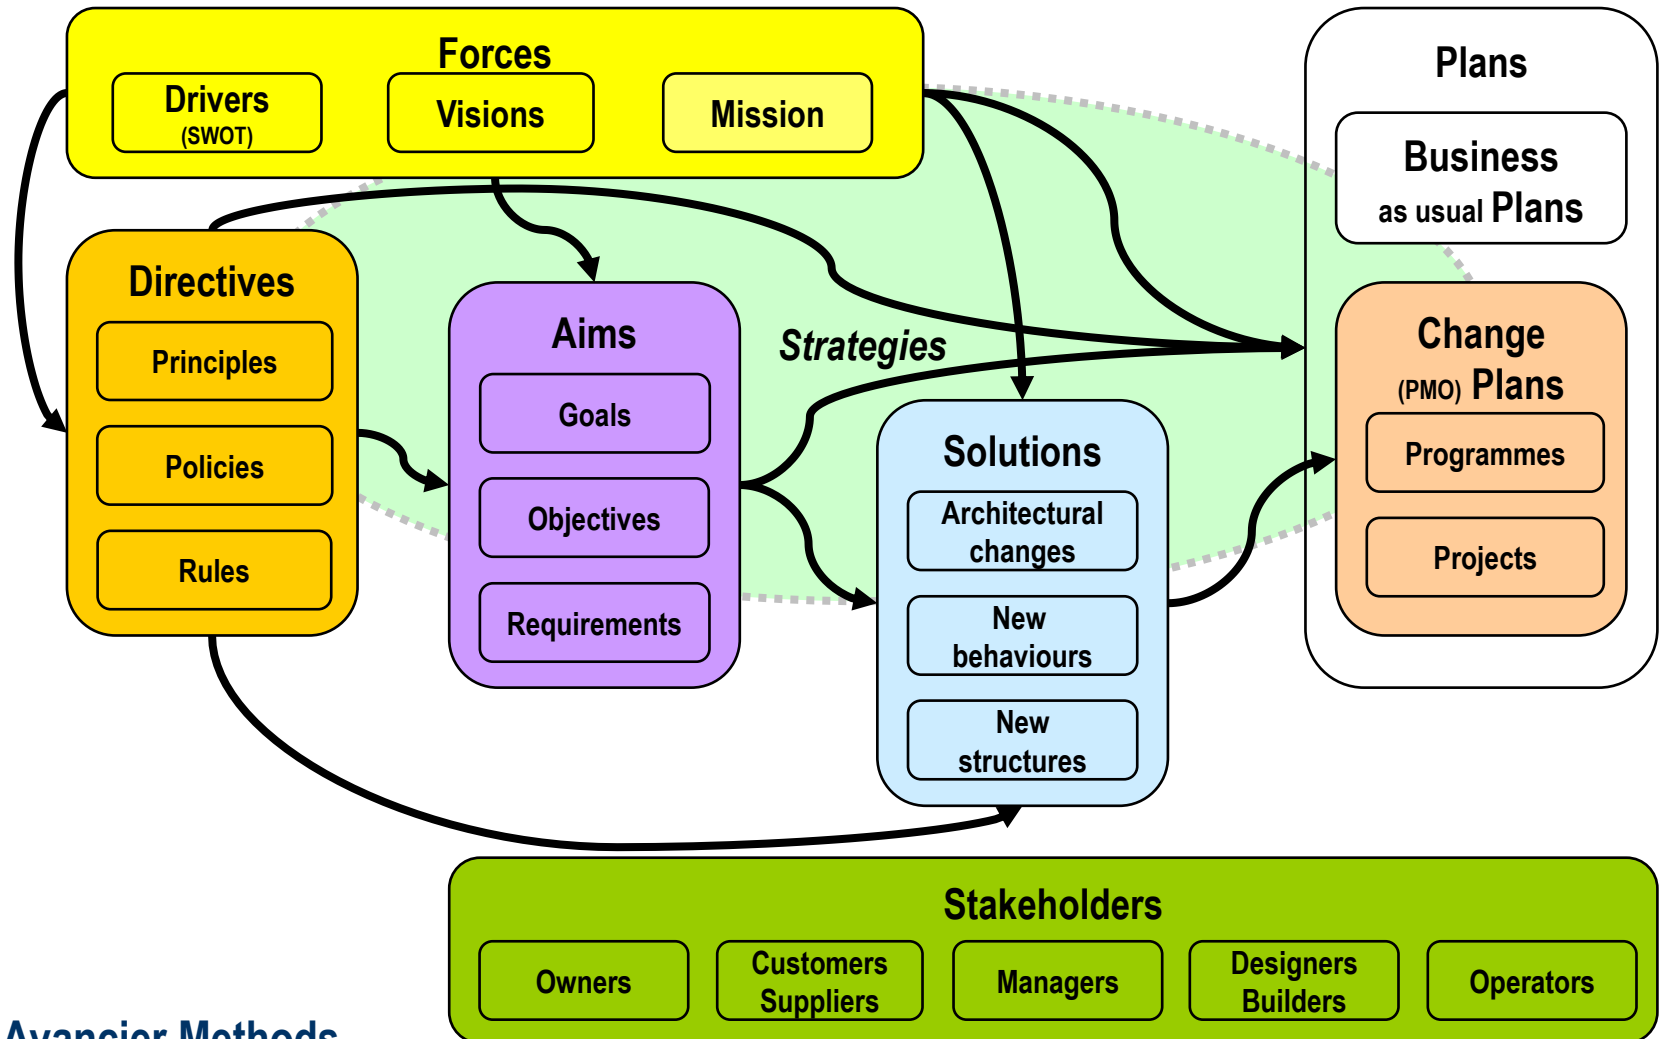 Forces
Drivers
(SWOT)
Visions
Mission
Plans
Business
as usual Plans
Directives
Principles
Policies
Rules
Aims
Goals
Objectives
Requirements
Strategies
Solutions
Architectural
changes
New
behaviours
New
structures
Change
(PMO) Plans
Programmes
Projects
Stakeholders
Owners
Customers
Suppliers
Managers
Designers
Builders
Operators
Avancier Methods